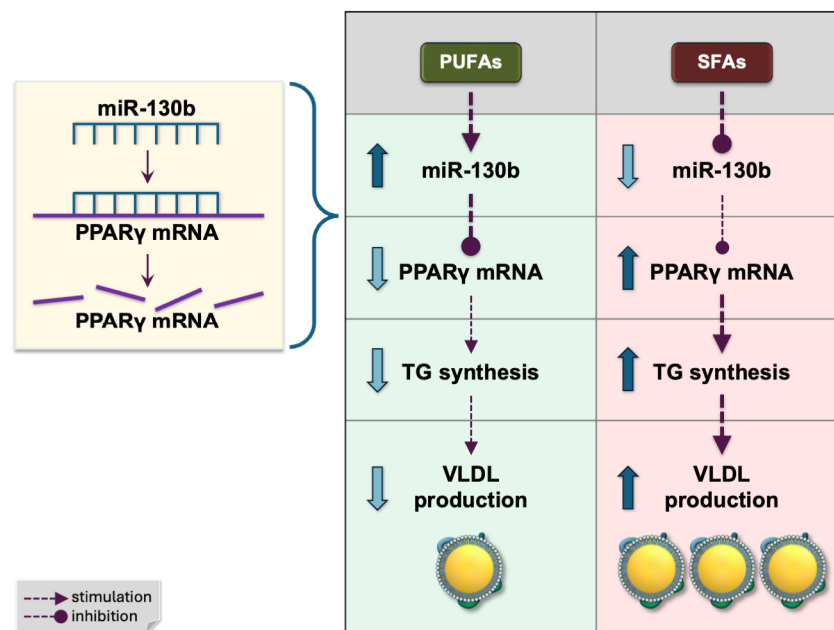 miR-130b
PPARγ mRNA
PPARγ mRNA
PUFAs
miR-130b
PPARγ mRNA
TG synthesis
VLDL
production
SFAs
miR-130b
PPARγ mRNA
TG synthesis
VLDL
production
stimulation
inhibition